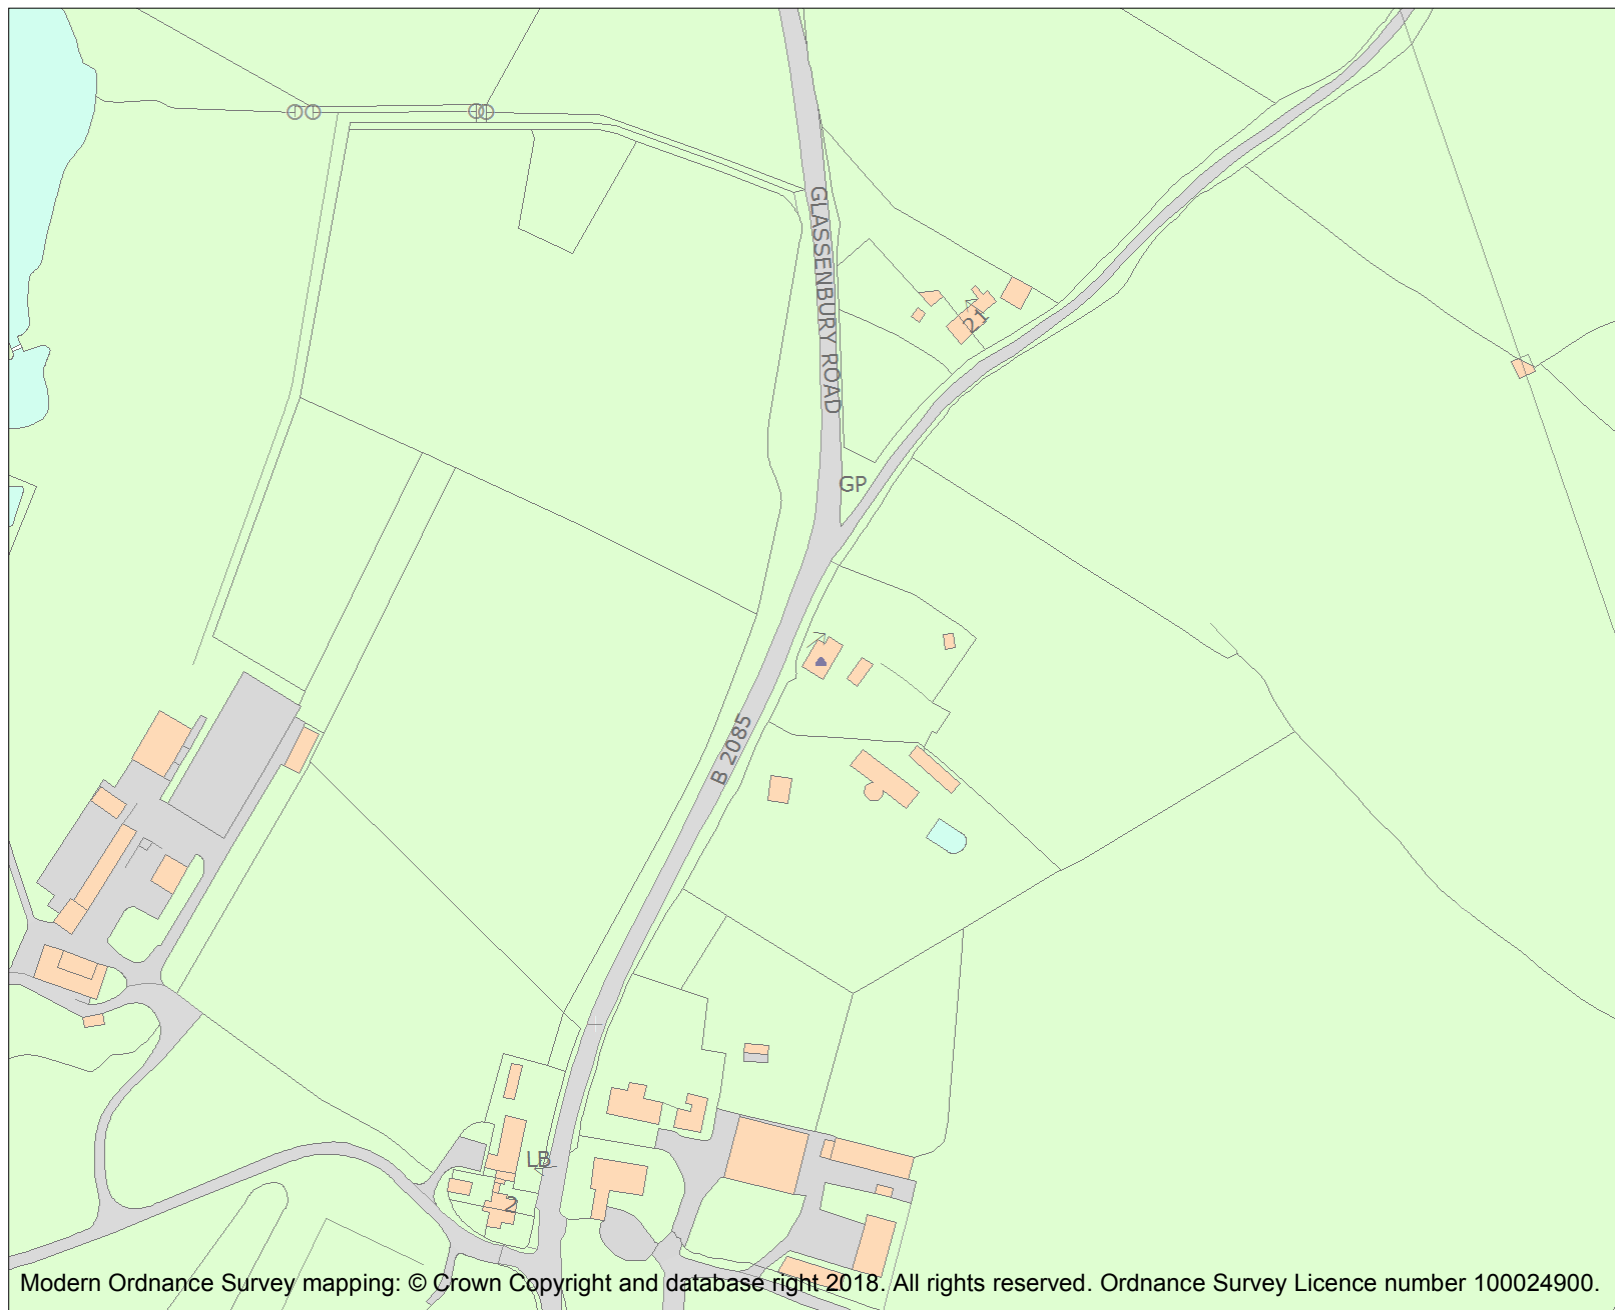 GLASSENBURY ROAD
21
GP
B 2085
LB
2
Modern Ordnance Survey mapping: © Crown Copyright and database right 2018. All rights reserved. Ordnance Survey Licence number 100024900.